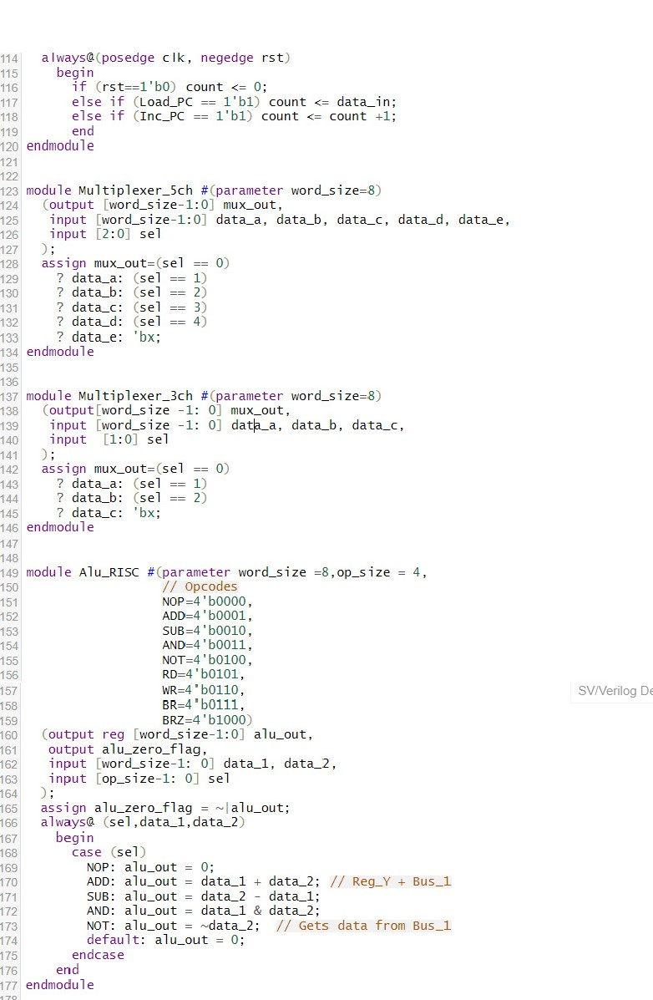 114 always@(posedge clk, negedge rst)
115 begin
116 if (rst==1'b0) count <= 0;
117 else if (Load_PC == 1'b1) count <= data_in;
118 else if (Inc_PC == 1'b1) count <= count +1;
119 end
120 endmodule
121
122
123 module Multiplexer_5ch #(parameter word_size=8)
124 (output [word_size-1:0] mux_out,
125 input [word_size-1:0] data_a, data_b, data_c, data_d, data_e,
126 input [2:0] sel
127 );
128 assign mux_out=(sel == 0)
129 ? data_a: (sel == 1)
130 ? data_b: (sel == 2)
131 ? data_c: (sel == 3)
132 ? data_d: (sel == 4)
133 ? data_e: 'bx;
134 endmodule
135
136
137 module Multiplexer_3ch #(parameter word_size=8)
138 (output[word_size -1: 0] mux_out,
139 input [word_size -1: 0] data_a, data_b, data_c,
140 input [1:0] sel
141 );
142 assign mux_out=(sel == 0)
143 ? data_a: (sel == 1)
144 ? data_b: (sel == 2)
145 ? data_c: 'bx;
146 endmodule
147
148
149 module Alu_RISC #(parameter word_size =8,op_size = 4,
150 // Opcodes
151 NOP=4'b0000,
152 ADD=4'b0001,
153 SUB=4'b0010,
154 AND=4'b0011,
155 NOT=4'b0100,
156 RD=4'b0101,
157 WR=4'b0110,
158 BR=4'b0111,
159 BRZ=4'b1000)
SV/Verilog De
160 (output reg [word_size-1:0] alu_out,
161 output alu_zero_flag,
162 input [word_size-1: 0] data_1, data_2,
163 input [op_size-1: 0] sel
164 );
165 assign alu_zero_flag = ~|alu_out;
166 always@ (sel,data_1,data_2)
167 begin
168 case (sel)
169 NOP: alu_out = 0;
170 ADD: alu_out = data_1 + data_2; // Reg_Y + Bus_1
171 SUB: alu_out = data_2 - data_1;
172 AND: alu_out = data_1 & data_2;
173 NOT: alu_out = ~data_2; // Gets data from Bus_1
174 default: alu_out = 0;
175 endcase
176 end
177 endmodule
178